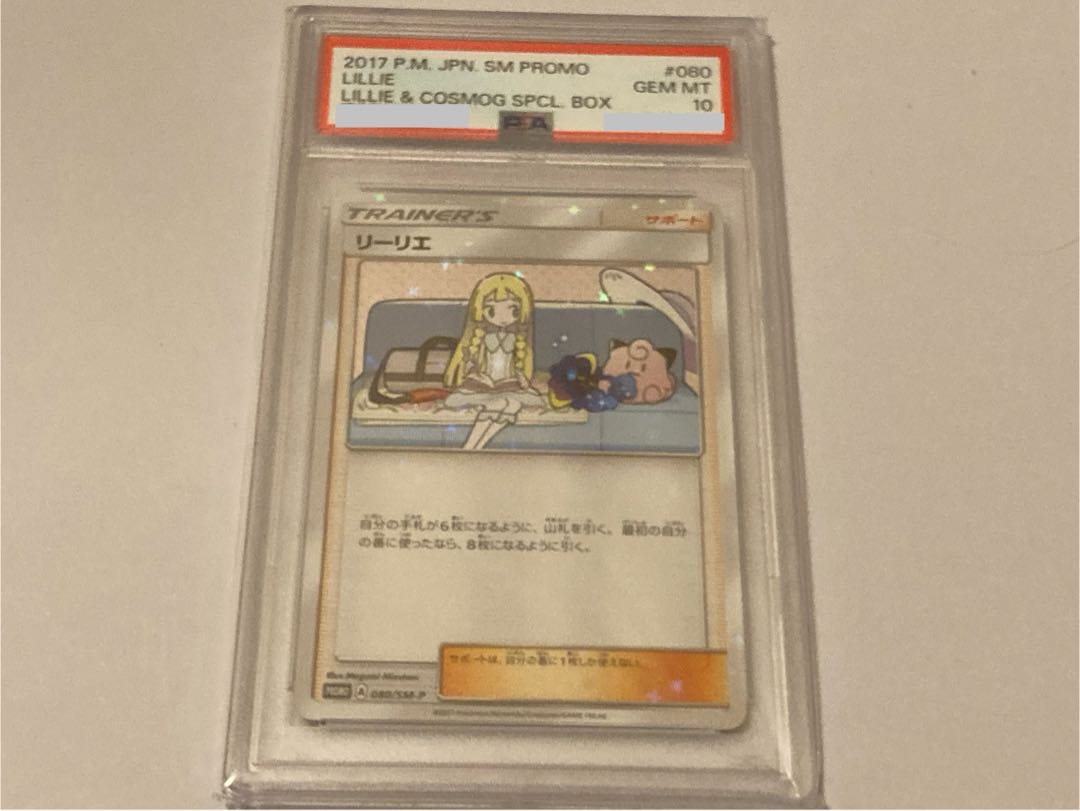 2017 P.M. JPN. SM PROMO #080
LILLIE GEM MT
LILLIE & COSMOG SPCL. BOX 10
PSA
TRAINER'S サポート
リーリエ
自分の手札が6枚になるように、山札を引く。最初の自分
の番に使ったなら、8枚になるように引く。
サポートは、自分の番に1枚しか使えない。
Illus. Megumi Mizutani
PROMO A 080/SM-P